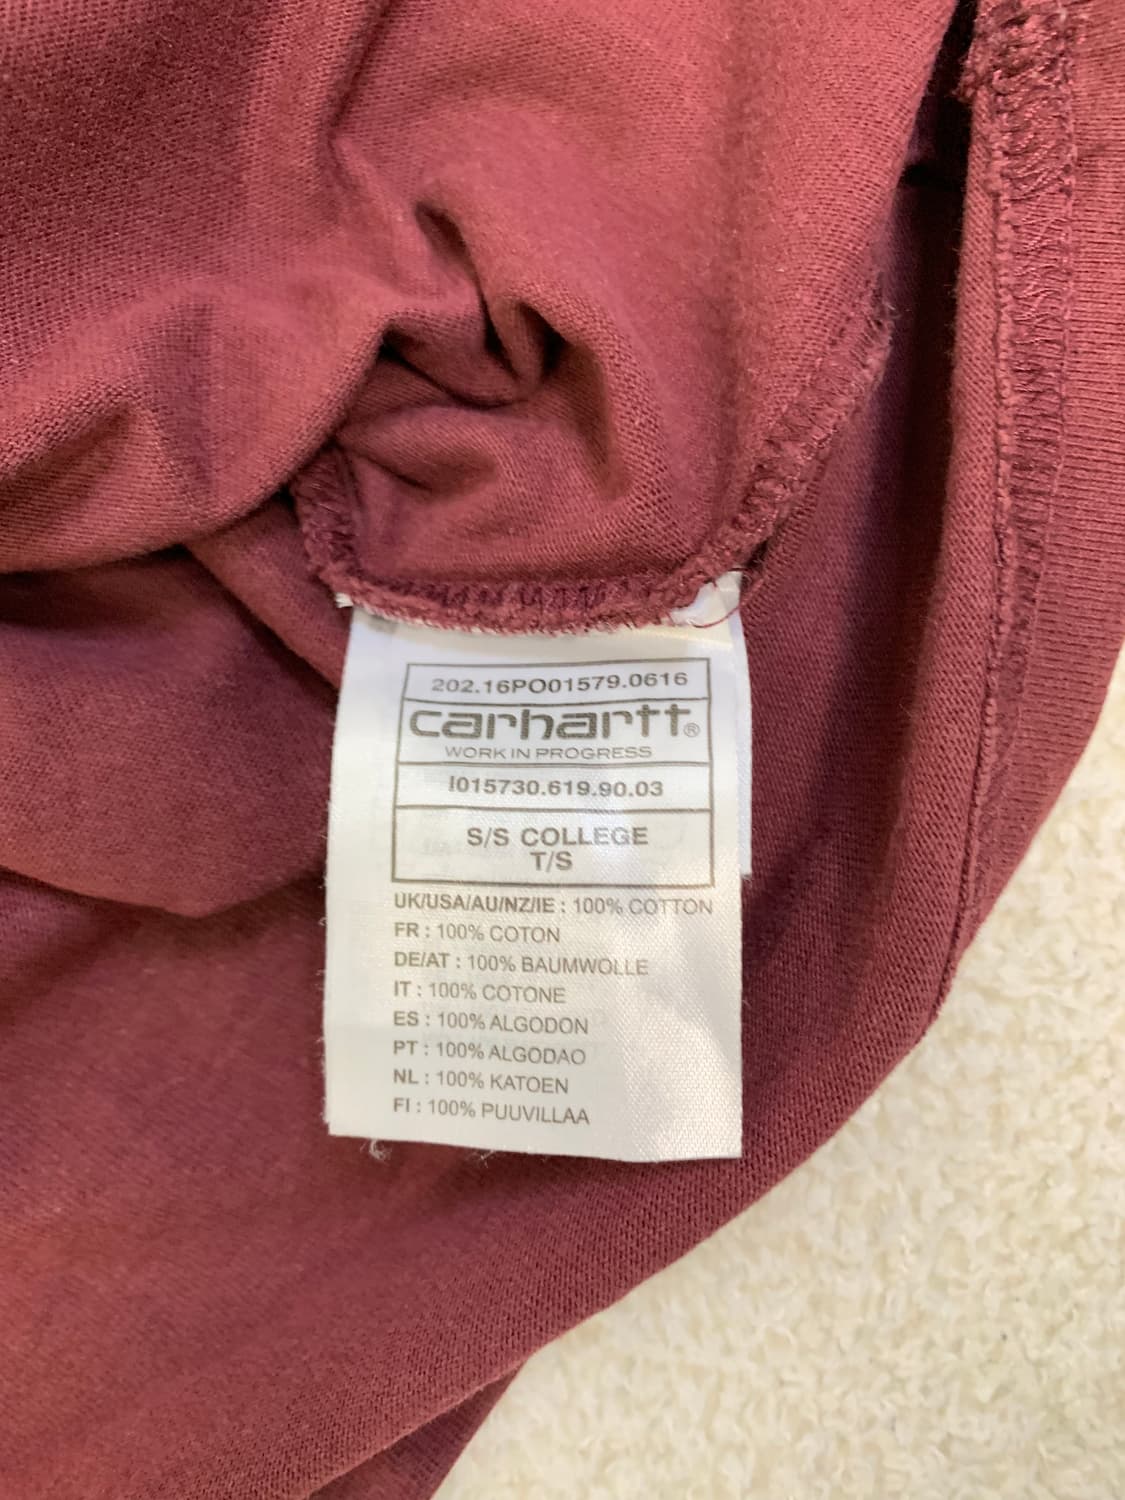 202.16PO01579.0616
carhartt®
WORK IN PROGRESS
I015730.619.90.03
S/S COLLEGE
T/S
UK/USA/AU/NZ/IE : 100% COTTON
FR : 100% COTON
DE/AT : 100% BAUMWOLLE
IT : 100% COTONE
ES : 100% ALGODON
PT : 100% ALGODAO
NL : 100% KATOEN
FI : 100% PUUVILLAA